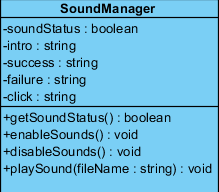 SoundManager
-soundStatus : boolean
-intro : string
-success : string
-failure : string
-click : string
+getSoundStatus() : boolean
+enableSounds() : void
+disableSounds() : void
+playSound(fileName : string) : void